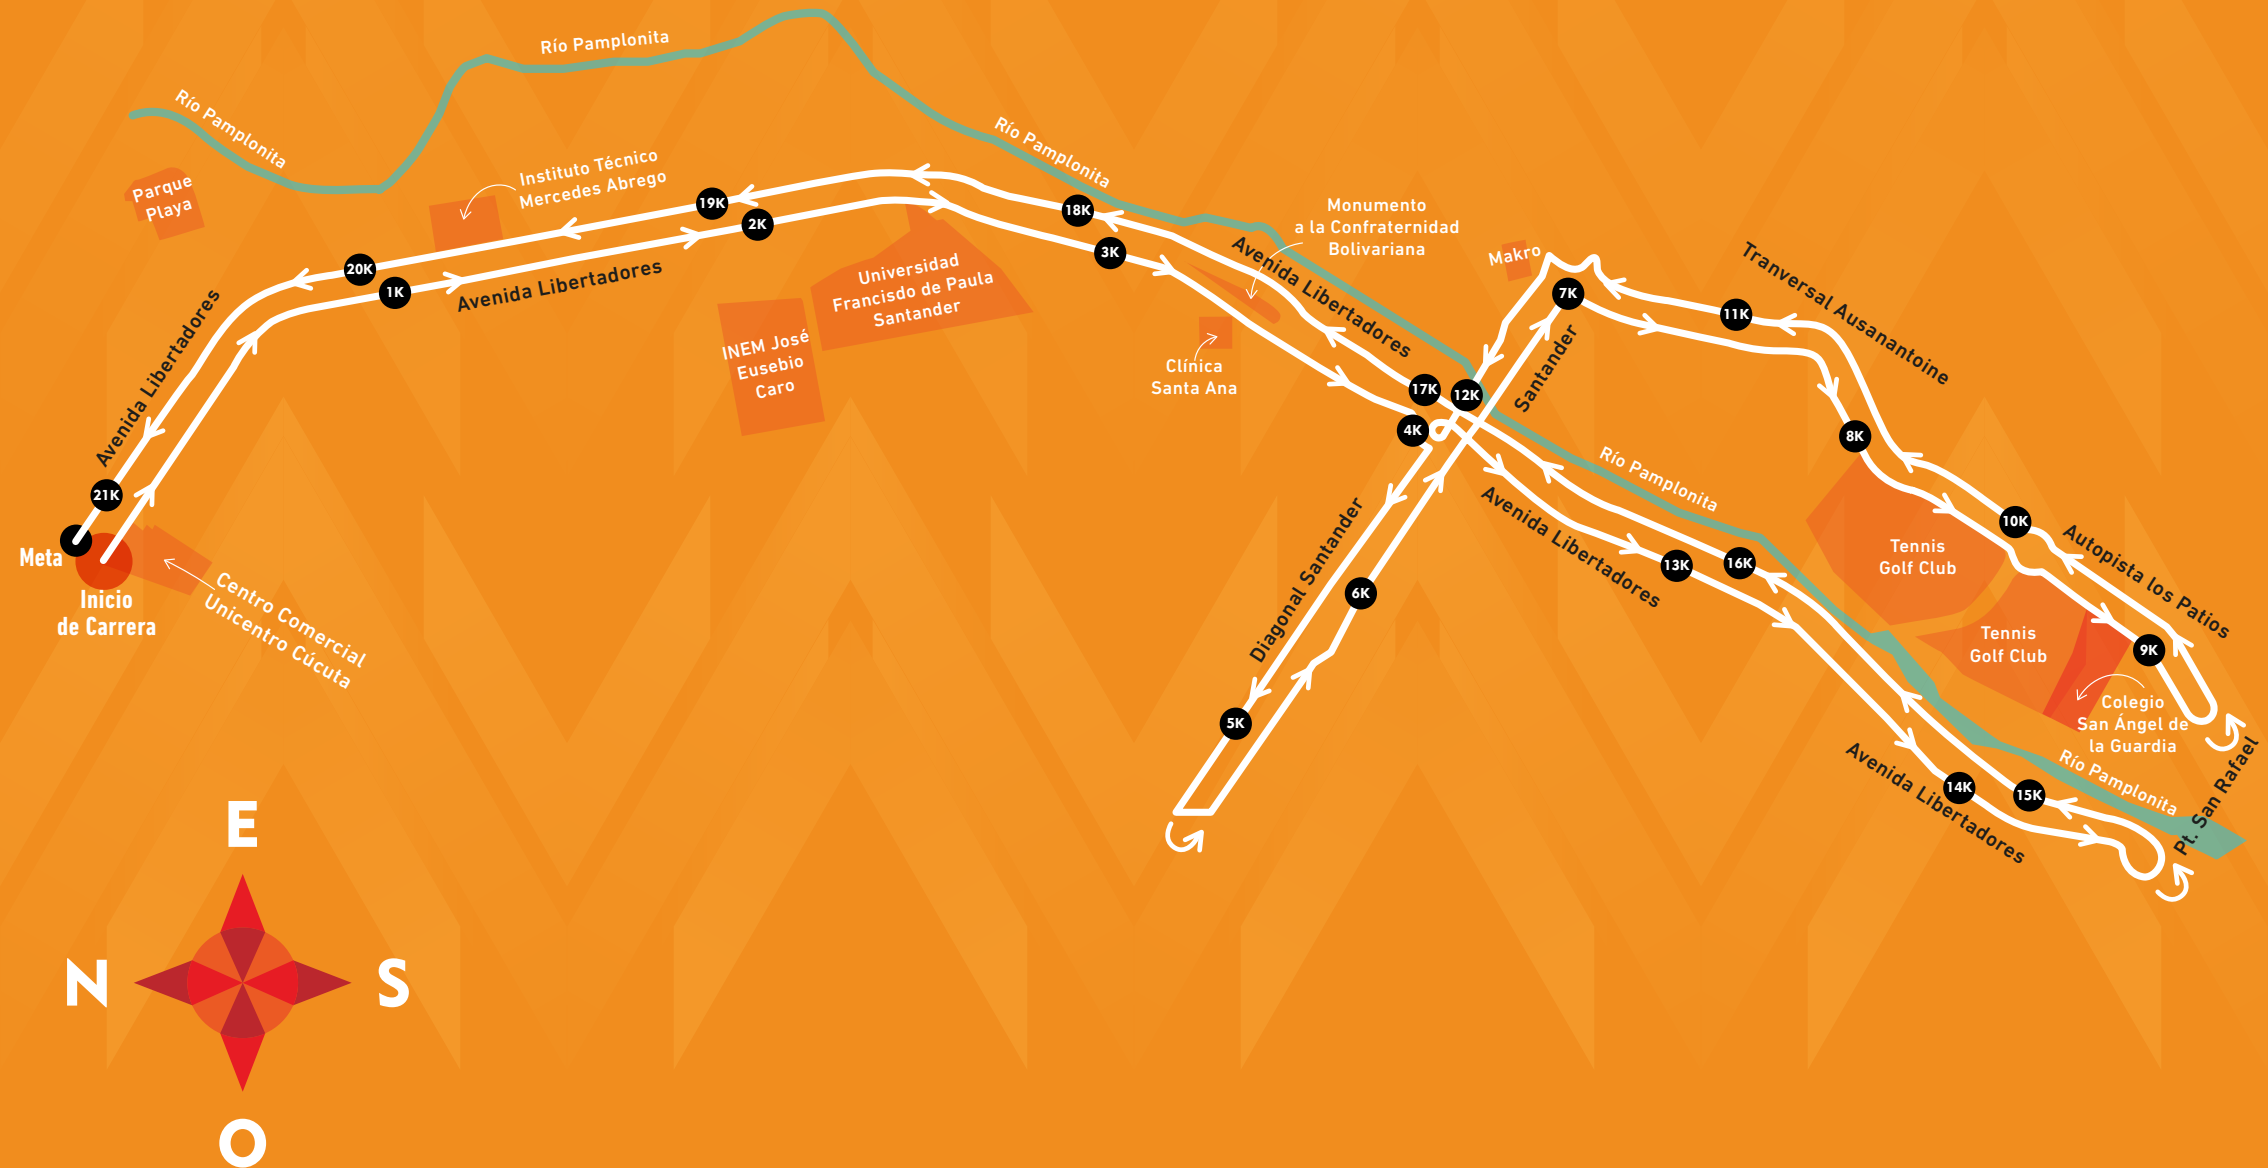 Río Pamplonita
Río Pamplonita
Río Pamplonita
Parque
Playa
Instituto Técnico
Mercedes Abrego
19K
2K
18K
3K
20K
1K
Avenida Libertadores
Avenida Libertadores
Universidad
Francisdo de Paula
Santander
INEM José
Eusebio
Caro
Monumento
a la Confraternidad
Bolivariana
Avenida Libertadores
Clínica
Santa Ana
Makro
7K
11K
Tranversal Ausanantoine
Santander
17K
12K
4K
8K
Río Pamplonita
Avenida Libertadores
21K
Meta
Inicio
de Carrera
Centro Comercial
Unicentro Cúcuta
Diagonal Santander
6K
5K
13K
16K
10K
Autopista los Patios
Tennis
Golf Club
Tennis
Golf Club
9K
Colegio
San Ángel de
la Guardia
Pt. San Rafael
Río Pamplonita
14K
15K
Avenida Libertadores
E
N
S
O